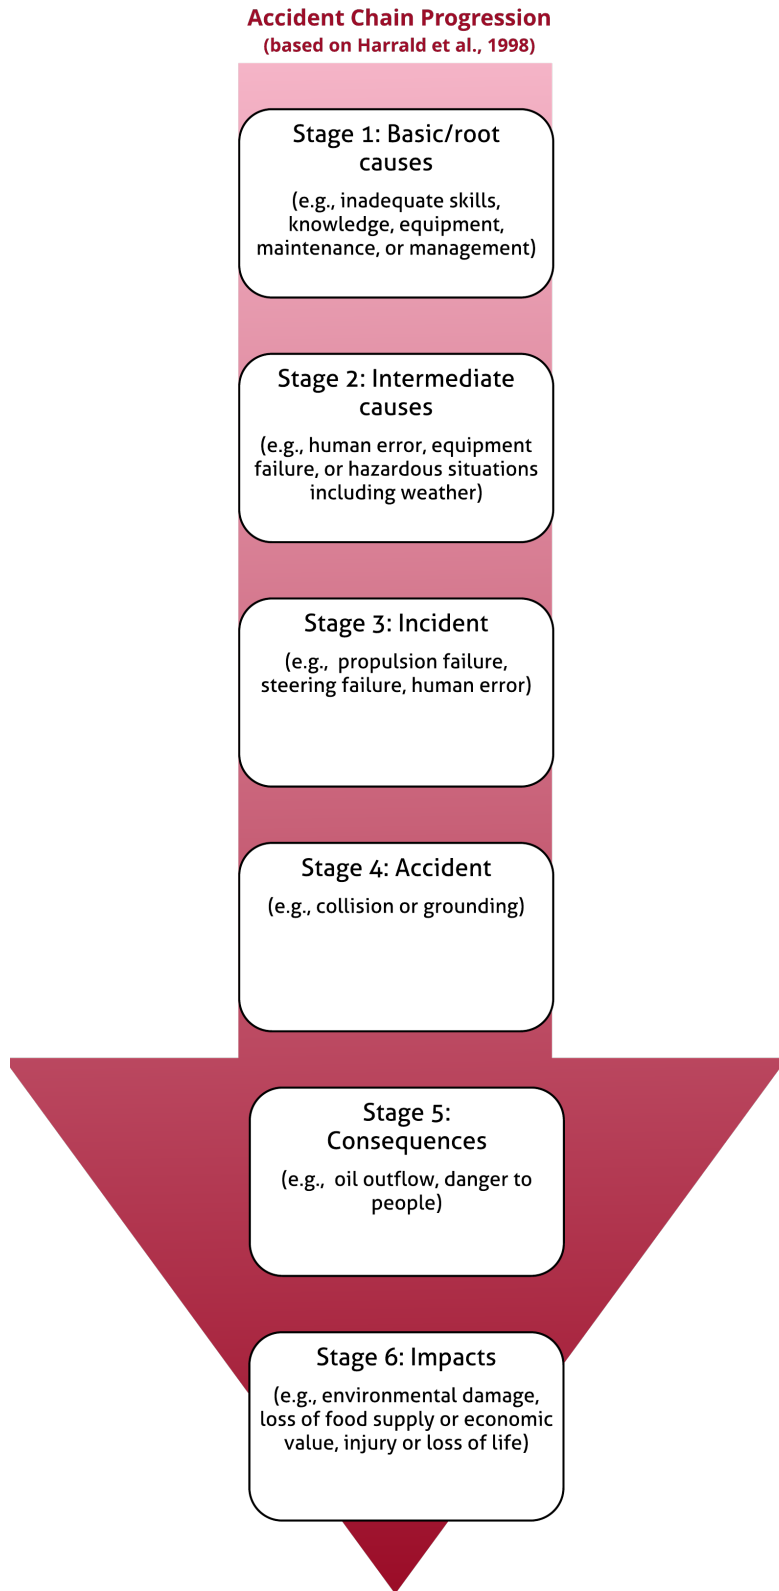 Accident Chain Progression
(based on Harrald et al., 1998)
Stage 1: Basic/root
causes
(e.g., inadequate skills,
knowledge, equipment,
maintenance, or management)
Stage 2: Intermediate
causes
(e.g., human error, equipment
failure, or hazardous situations
including weather)
Stage 3: Incident
(e.g.,  propulsion failure,
steering failure, human error)
Stage 4: Accident
(e.g., collision or grounding)
Stage 5:
Consequences
(e.g.,  oil outflow, danger to
people)
Stage 6: Impacts
(e.g., environmental damage,
loss of food supply or economic
value, injury or loss of life)